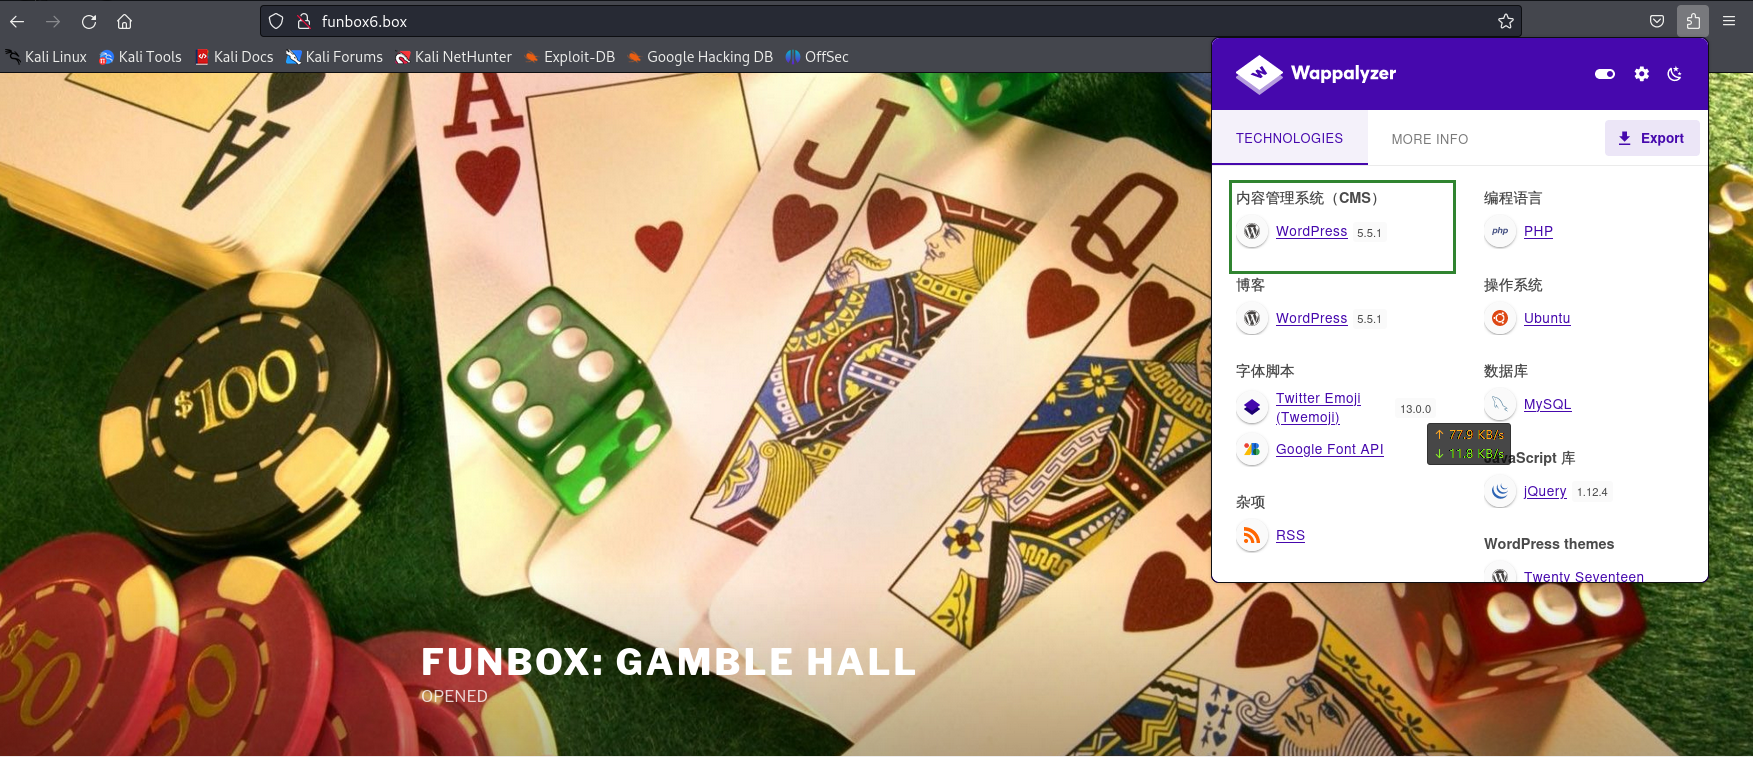 funbox6.box
Kali Linux
Kali Tools
Kali Docs
Kali Forums
Kali NetHunter
Exploit-DB
Google Hacking DB
OffSec
Wappalyzer
TECHNOLOGIES
MORE INFO
Export
内容管理系统（CMS）
WordPress 5.5.1
博客
WordPress 5.5.1
字体脚本
Twitter Emoji
(Twemoji) 13.0.0
Google Font API
杂项
RSS
编程语言
php PHP
操作系统
Ubuntu
数据库
MySQL
↑ 77.9 KB/s
↓ 11.8 KB/s
JavaScript 库
jQuery 1.12.4
WordPress themes
Twenty Seventeen
A
A
J
Q
$100
$50
50
FUNBOX: GAMBLE HALL
OPENED